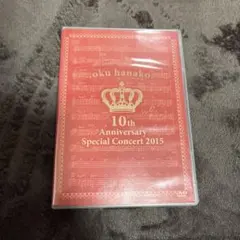 oku hanako
10th
Anniversary
Special Concert 2015